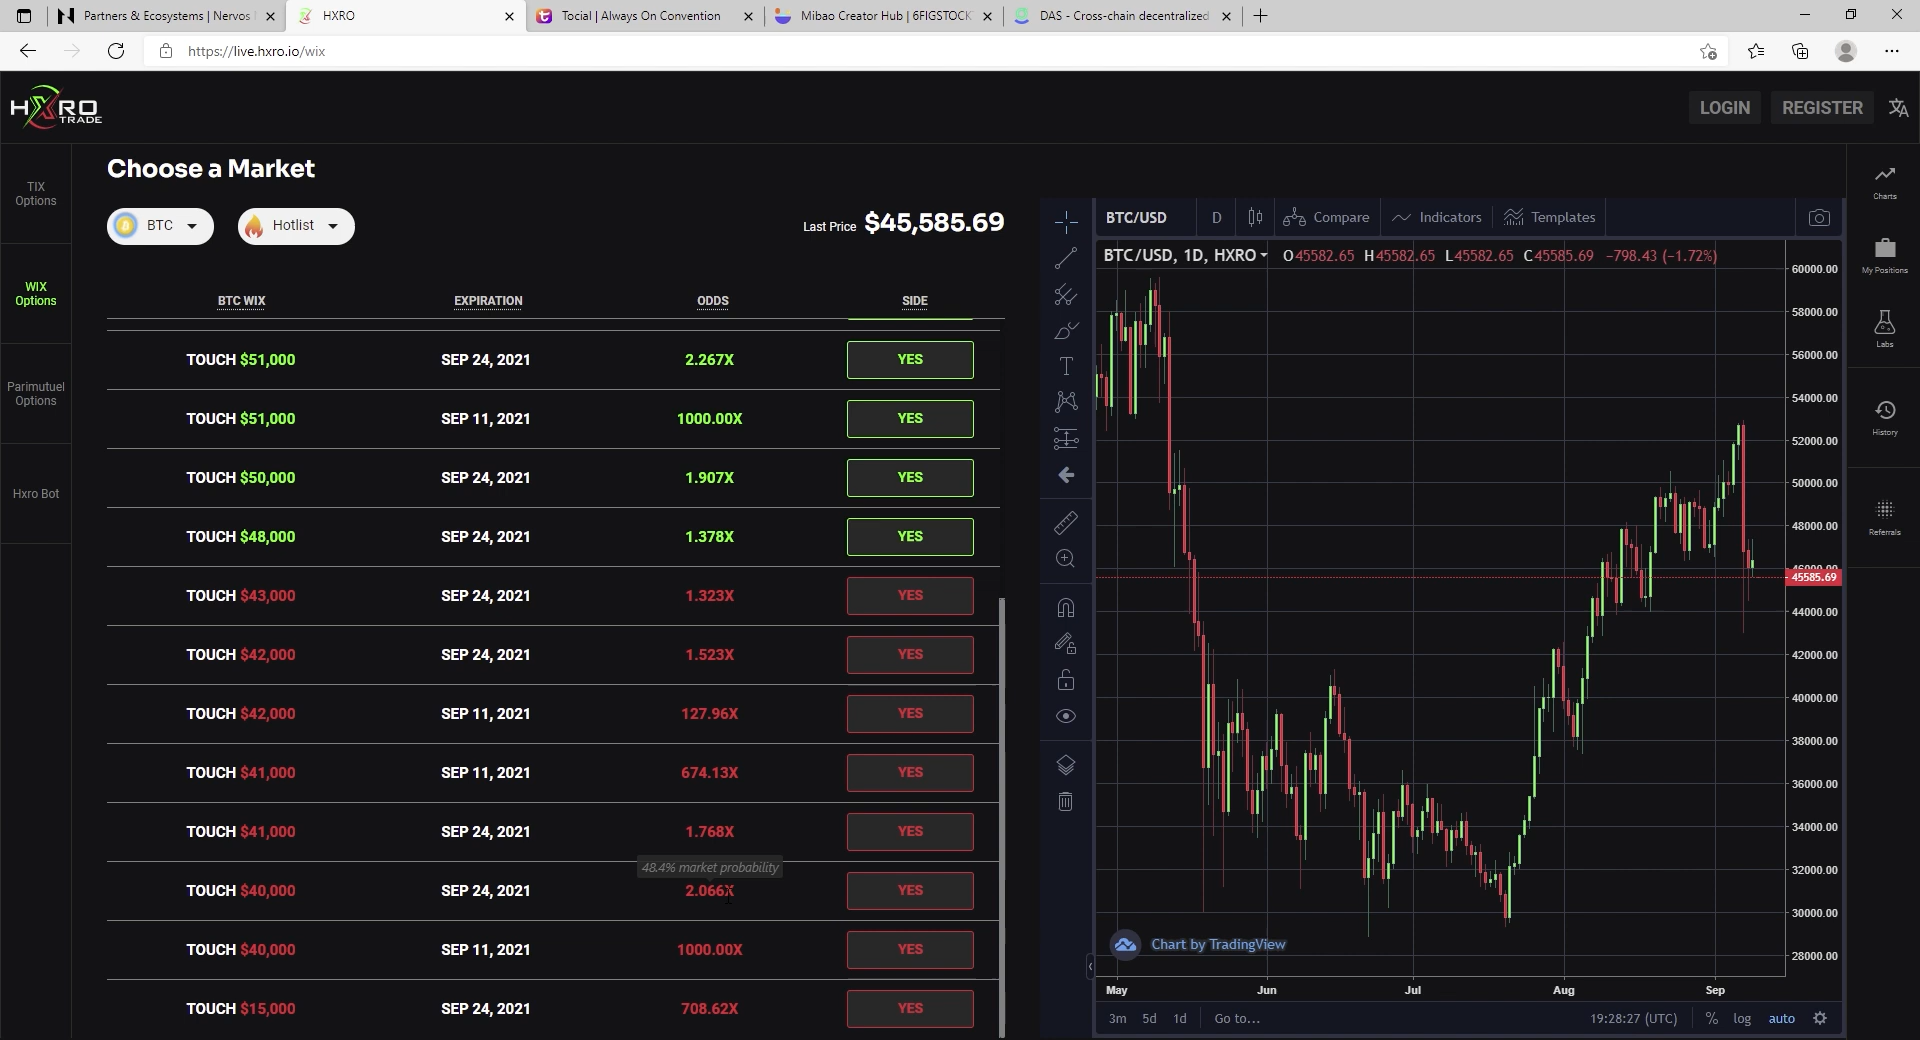 Partners & Ecosystems | Nervos
HXRO
Tocial | Always On Convention
Mibao Creator Hub | 6FIGSTOCK
DAS - Cross-chain decentralized
https://live.hxro.io/wix
HXRO
TRADE
LOGIN
REGISTER
TIX
Options
WIX
Options
Parimutuel
Options
Hxro Bot
Choose a Market
BTC
Hotlist
Last Price $45,585.69
BTC WIX EXPIRATION ODDS SIDE
TOUCH $51,000 SEP 24, 2021 2.267X YES
TOUCH $51,000 SEP 11, 2021 1000.00X YES
TOUCH $50,000 SEP 24, 2021 1.907X YES
TOUCH $48,000 SEP 24, 2021 1.378X YES
TOUCH $43,000 SEP 24, 2021 1.323X YES
TOUCH $42,000 SEP 24, 2021 1.523X YES
TOUCH $42,000 SEP 11, 2021 127.96X YES
TOUCH $41,000 SEP 11, 2021 674.13X YES
TOUCH $41,000 SEP 24, 2021 1.768X YES
48.4% market probability
TOUCH $40,000 SEP 24, 2021 2.066X YES
TOUCH $40,000 SEP 11, 2021 1000.00X YES
TOUCH $15,000 SEP 24, 2021 708.62X YES
BTC/USD D Compare Indicators Templates
BTC/USD, 1D, HXRO O45582.65 H45582.65 L45582.65 C45585.69 −798.43 (−1.72%)
60000.00
58000.00
56000.00
54000.00
52000.00
50000.00
48000.00
46000.00
45585.69
44000.00
42000.00
40000.00
38000.00
36000.00
34000.00
32000.00
30000.00
28000.00
Chart by TradingView
May Jun Jul Aug Sep
3m 5d 1d Go to... 19:28:27 (UTC) % log auto
Charts
My Positions
Labs
History
Referrals